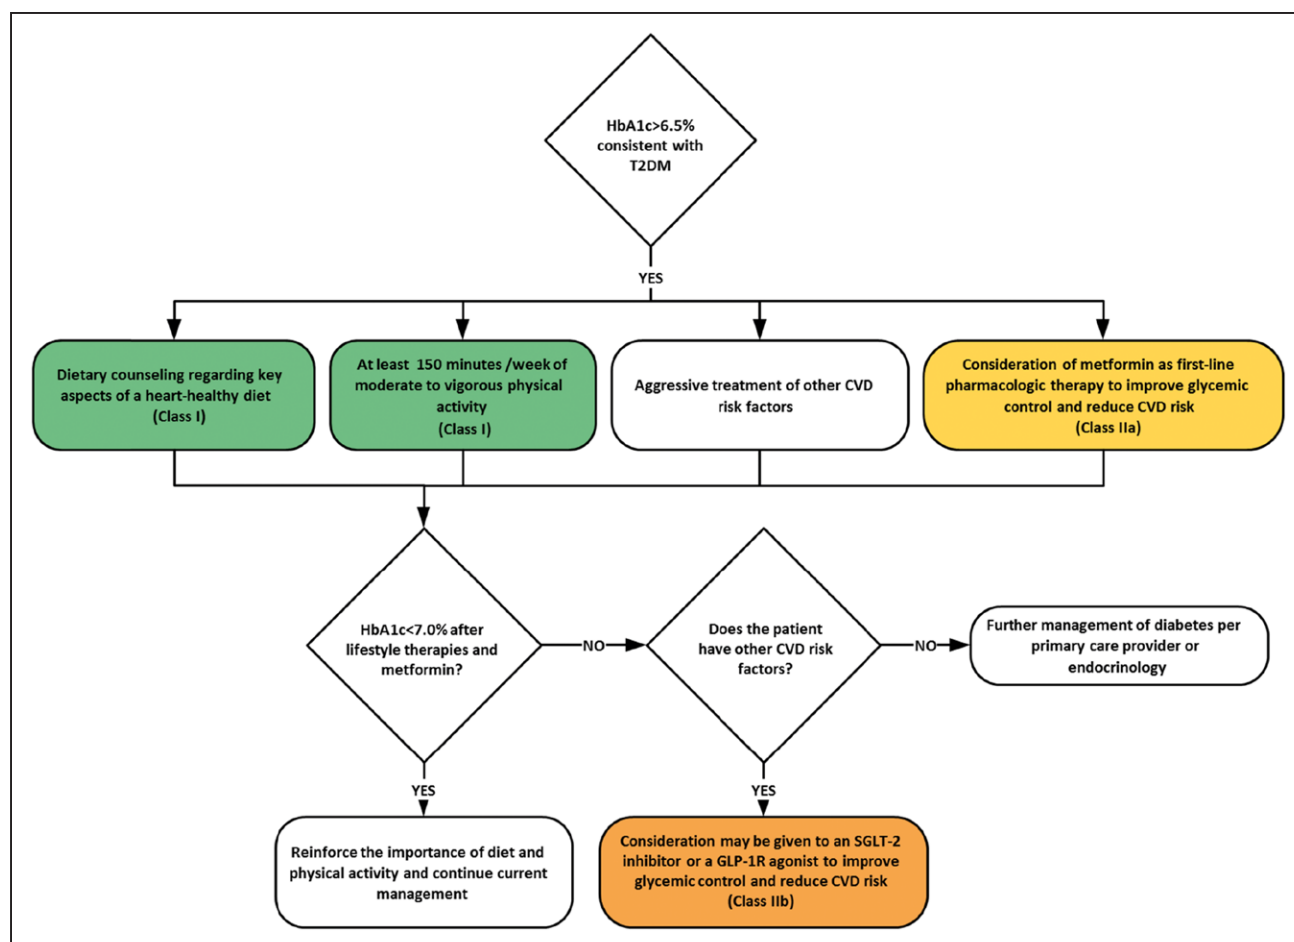 HbA1c>6.5%
consistent with
T2DM
YES
Dietary counseling regarding key
aspects of a heart-healthy diet
(Class I)
At least 150 minutes /week of
moderate to vigorous physical
activity
(Class I)
Aggressive treatment of other CVD
risk factors
Consideration of metformin as first-line
pharmacologic therapy to improve glycemic
control and reduce CVD risk
(Class IIa)
HbA1c<7.0% after
lifestyle therapies and
metformin?
NO
Does the patient
have other CVD risk
factors?
NO
Further management of diabetes per
primary care provider or
endocrinology
YES
YES
Reinforce the importance of diet and
physical activity and continue current
management
Consideration may be given to an SGLT-2
inhibitor or a GLP-1R agonist to improve
glycemic control and reduce CVD risk
(Class IIb)